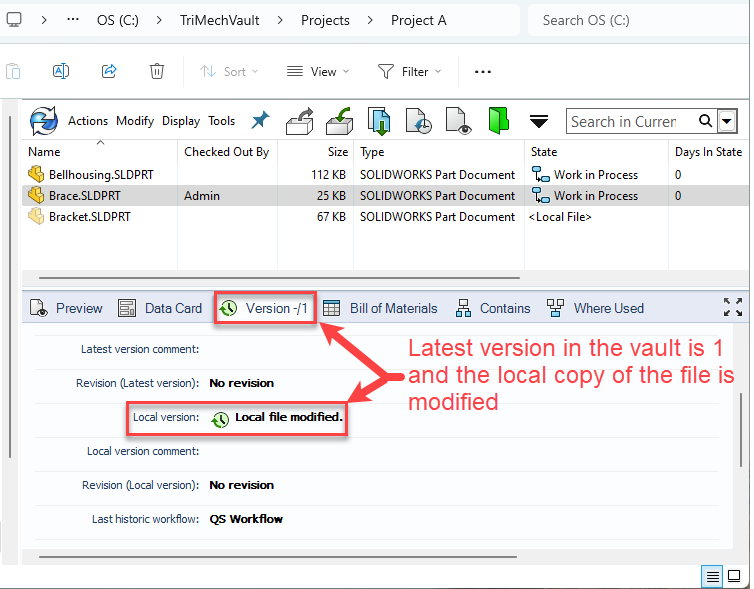 OS (C:) TriMechVault Projects Project A Search OS (C:)
Sort View Filter
Actions Modify Display Tools Search in Curren
Name Checked Out By Size Type State Days In State
Bellhousing.SLDPRT 112 KB SOLIDWORKS Part Document Work in Process 0
Brace.SLDPRT Admin 25 KB SOLIDWORKS Part Document Work in Process 0
Bracket.SLDPRT 67 KB SOLIDWORKS Part Document <Local File>
Preview Data Card Version -/1 Bill of Materials Contains Where Used
Latest version comment:
Revision (Latest version): No revision
Local version: Local file modified.
Local version comment:
Revision (Local version): No revision
Last historic workflow: QS Workflow
Latest version in the vault is 1
and the local copy of the file is
modified